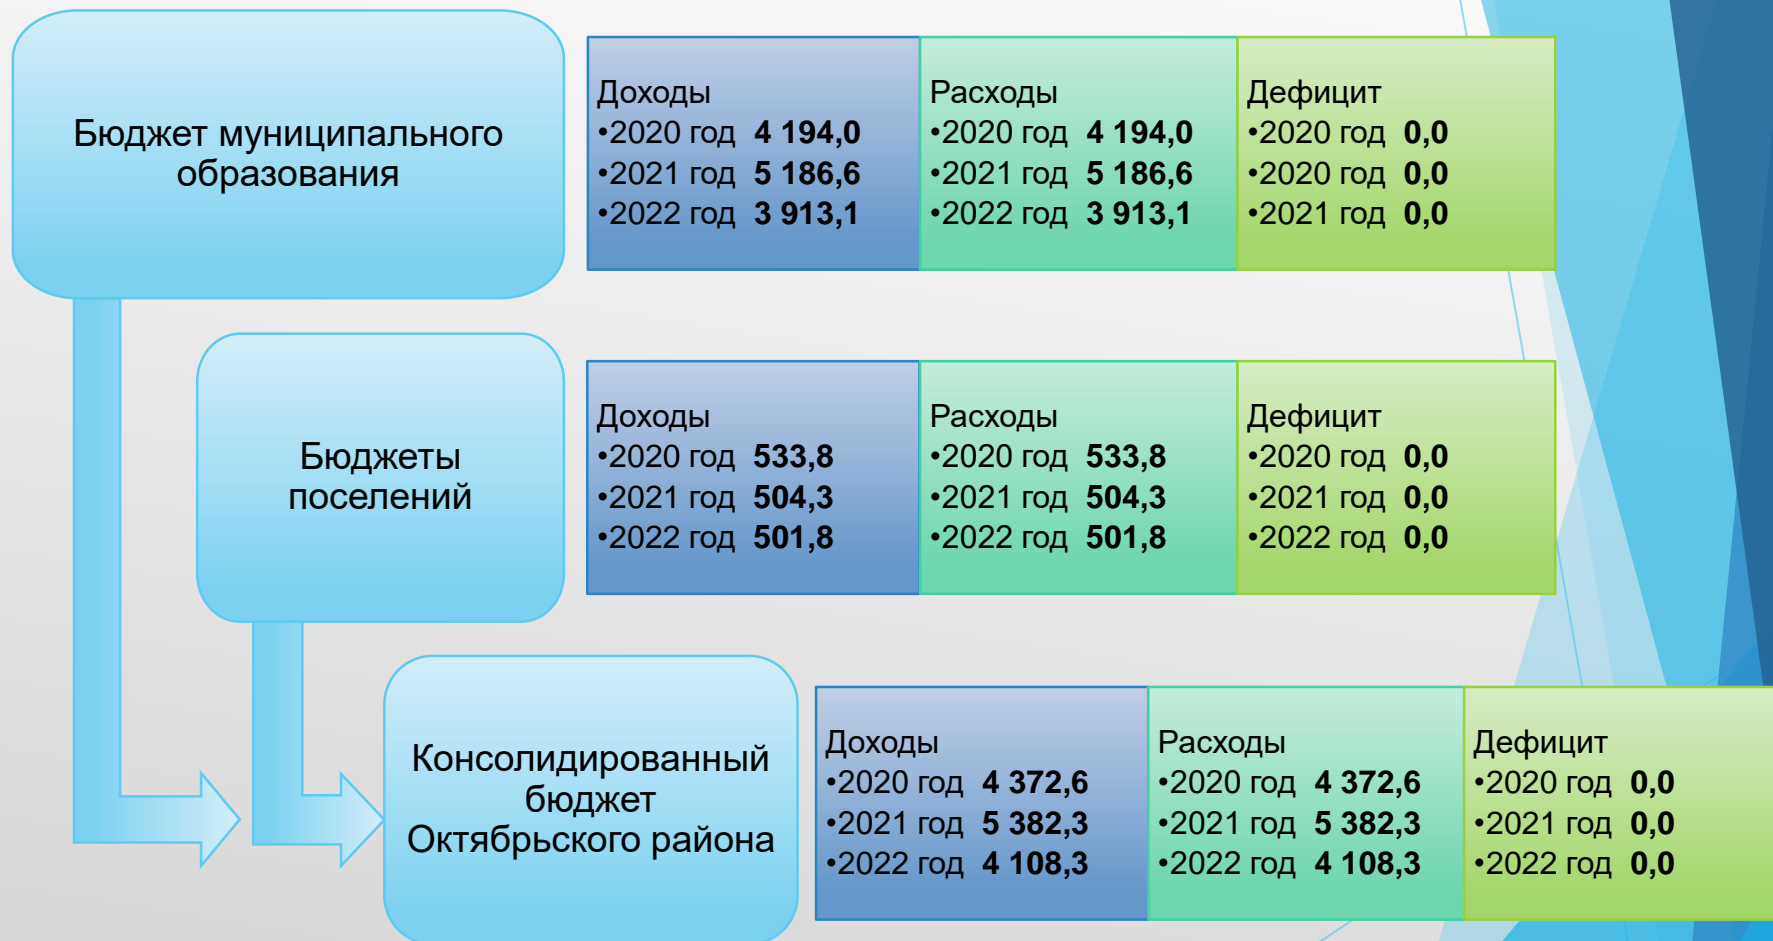 Бюджет муниципального
образования
Доходы
•2020 год 4 194,0
•2021 год 5 186,6
•2022 год 3 913,1
Расходы
•2020 год 4 194,0
•2021 год 5 186,6
•2022 год 3 913,1
Дефицит
•2020 год 0,0
•2020 год 0,0
•2021 год 0,0
Бюджеты
поселений
Доходы
•2020 год 533,8
•2021 год 504,3
•2022 год 501,8
Расходы
•2020 год 533,8
•2021 год 504,3
•2022 год 501,8
Дефицит
•2020 год 0,0
•2021 год 0,0
•2022 год 0,0
Консолидированный
бюджет
Октябрьского района
Доходы
•2020 год 4 372,6
•2021 год 5 382,3
•2022 год 4 108,3
Расходы
•2020 год 4 372,6
•2021 год 5 382,3
•2022 год 4 108,3
Дефицит
•2020 год 0,0
•2021 год 0,0
•2022 год 0,0